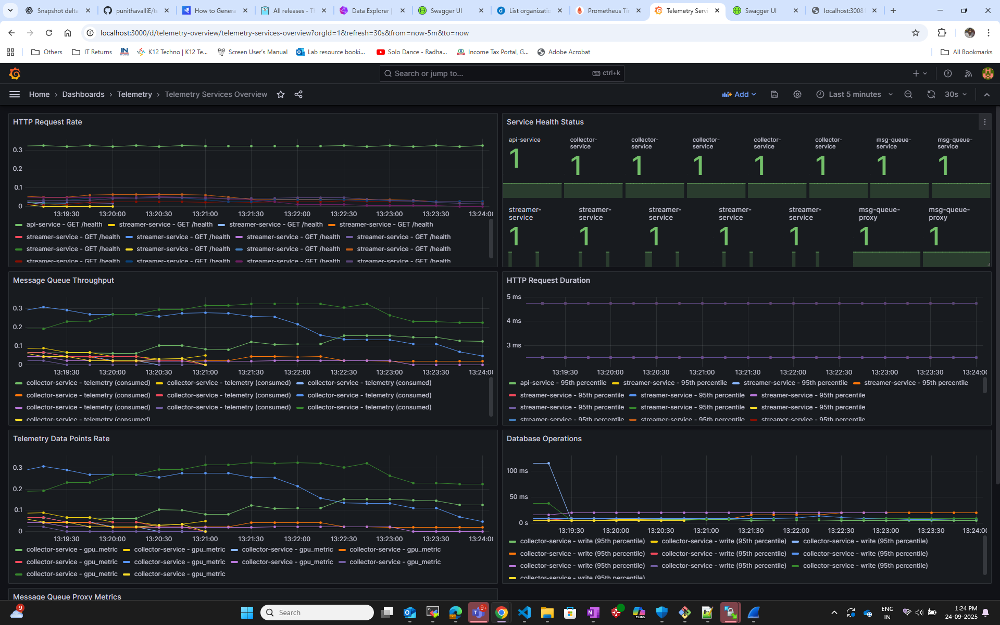 Snapshot delta
punithavalliE/te
How to Genera
All releases - Th
Data Explorer |
Swagger UI
List organizatio
Prometheus Tim
Telemetry Servi
Swagger UI
localhost:30081
localhost:3000/d/telemetry-overview/telemetry-services-overview?orgId=1&refresh=30s&from=now-5m&to=now
Others
IT Returns
K12 Techno | K12 Te...
Screen User's Manual
Lab resource booki...
Solo Dance - Radha...
Income Tax Portal, G...
Adobe Acrobat
All Bookmarks
Search or jump to...
ctrl+k
Home › Dashboards › Telemetry › Telemetry Services Overview
Add
Last 5 minutes
30s
HTTP Request Rate
0.3
0.2
0.1
0
13:19:30 13:20:00 13:20:30 13:21:00 13:21:30 13:22:00 13:22:30 13:23:00 13:23:30 13:24:00
api-service - GET /health streamer-service - GET /health streamer-service - GET /health streamer-service - GET /health
streamer-service - GET /health streamer-service - GET /health streamer-service - GET /health streamer-service - GET /health
streamer-service - GET /health streamer-service - GET /health streamer-service - GET /health streamer-service - GET /health
streamer-service - GET /health streamer-service - GET /health streamer-service - GET /health streamer-service - GET /health
Service Health Status
api-service
1
collector-
service
1
collector-
service
1
collector-
service
1
collector-
service
1
collector-
service
1
msg-queue-
service
1
msg-queue-
service
1
streamer-
service
1
streamer-
service
1
streamer-
service
1
streamer-
service
1
streamer-
service
1
msg-queue-
proxy
1
msg-queue-
proxy
1
Message Queue Throughput
0.3
0.2
0.1
0
13:19:30 13:20:00 13:20:30 13:21:00 13:21:30 13:22:00 13:22:30 13:23:00 13:23:30 13:24:00
collector-service - telemetry (consumed) collector-service - telemetry (consumed) collector-service - telemetry (consumed)
collector-service - telemetry (consumed) collector-service - telemetry (consumed) collector-service - telemetry (consumed)
collector-service - telemetry (consumed) collector-service - telemetry (consumed) collector-service - telemetry (consumed)
collector-service - telemetry (consumed)
HTTP Request Duration
5 ms
4 ms
3 ms
13:19:30 13:20:00 13:20:30 13:21:00 13:21:30 13:22:00 13:22:30 13:23:00 13:23:30 13:24:00
api-service - 95th percentile streamer-service - 95th percentile streamer-service - 95th percentile streamer-service - 95th percentile
streamer-service - 95th percentile streamer-service - 95th percentile streamer-service - 95th percentile
streamer-service - 95th percentile streamer-service - 95th percentile streamer-service - 95th percentile
streamer-service - 95th percentile streamer-service - 95th percentile streamer-service - 95th percentile
Telemetry Data Points Rate
0.3
0.2
0.1
0
13:19:30 13:20:00 13:20:30 13:21:00 13:21:30 13:22:00 13:22:30 13:23:00 13:23:30 13:24:00
collector-service - gpu_metric collector-service - gpu_metric collector-service - gpu_metric collector-service - gpu_metric
collector-service - gpu_metric collector-service - gpu_metric collector-service - gpu_metric collector-service - gpu_metric
collector-service - gpu_metric collector-service - gpu_metric
Database Operations
100 ms
50 ms
0 s
13:19:30 13:20:00 13:20:30 13:21:00 13:21:30 13:22:00 13:22:30 13:23:00 13:23:30 13:24:00
collector-service - write (95th percentile) collector-service - write (95th percentile) collector-service - write (95th percentile)
collector-service - write (95th percentile) collector-service - write (95th percentile) collector-service - write (95th percentile)
collector-service - write (95th percentile) collector-service - write (95th percentile) collector-service - write (95th percentile)
collector-service - write (95th percentile)
Message Queue Proxy Metrics
9
Search
9+
M365
ENG
IN
1:24 PM
24-09-2025